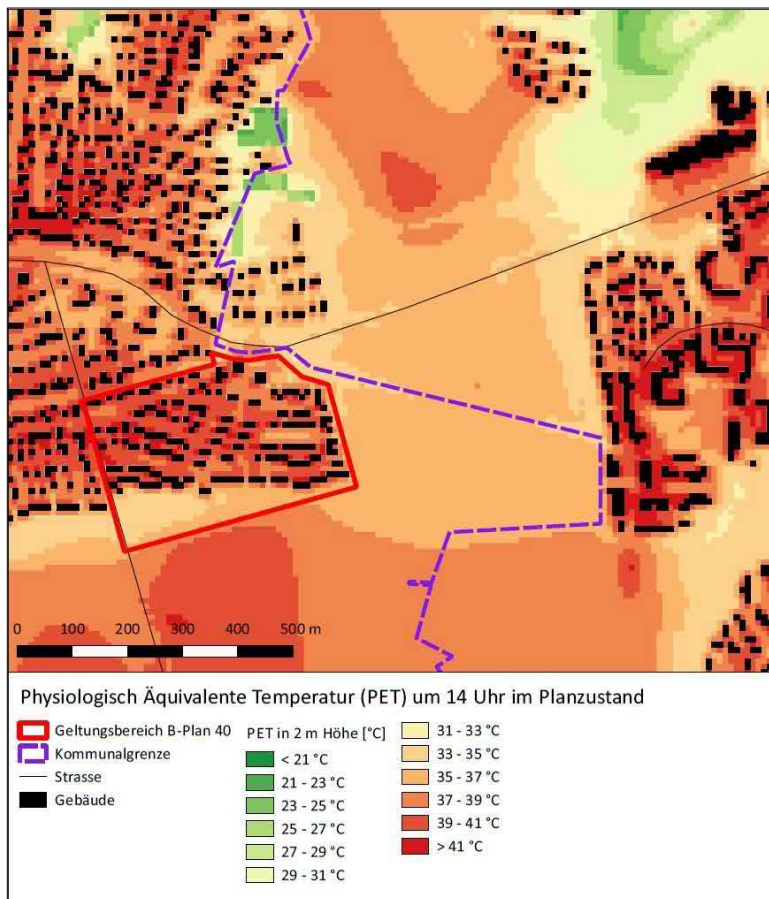 0 100 200 300 400 500 m
Physiologisch Äquivalente Temperatur (PET) um 14 Uhr im Planzustand
Geltungsbereich B-Plan 40
Kommunalgrenze
Strasse
Gebäude
PET in 2 m Höhe [°C]
< 21 °C
21 - 23 °C
23 - 25 °C
25 - 27 °C
27 - 29 °C
29 - 31 °C
31 - 33 °C
33 - 35 °C
35 - 37 °C
37 - 39 °C
39 - 41 °C
> 41 °C